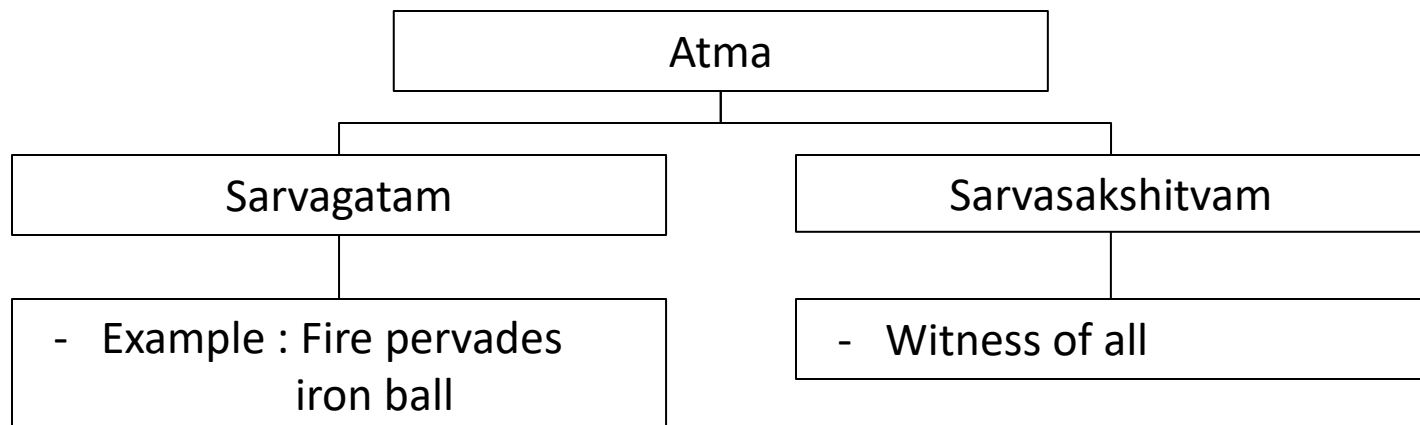 Atma
Sarvagatam
Sarvasakshitvam
- Example : Fire pervades
iron ball
- Witness of all